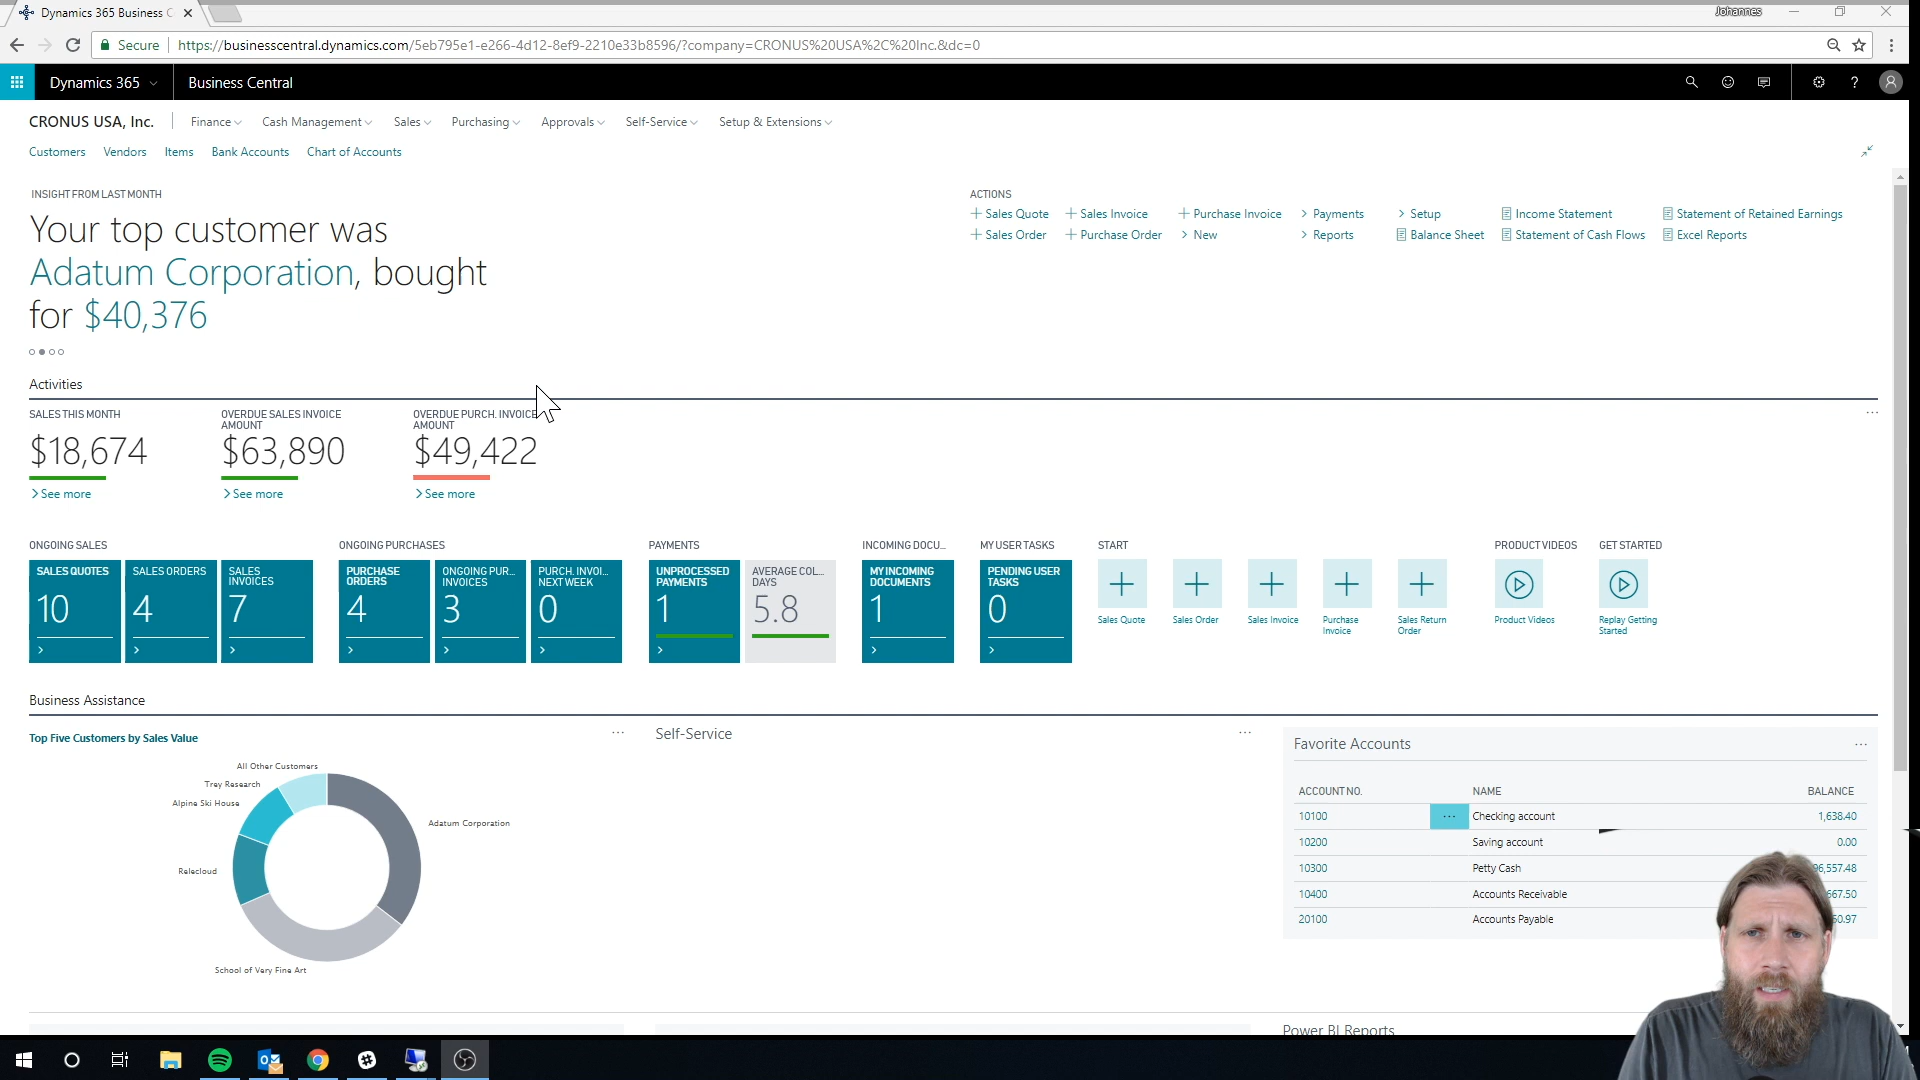 Dynamics 365 Business C
Johannes
Secure
https://businesscentral.dynamics.com/5eb795e1-e266-4d12-8ef9-2210e33b8596/?company=CRONUS%20USA%2C%20Inc.&dc=0
Dynamics 365
Business Central
?
CRONUS USA, Inc.
Finance
Cash Management
Sales
Purchasing
Approvals
Self-Service
Setup & Extensions
Customers
Vendors
Items
Bank Accounts
Chart of Accounts
INSIGHT FROM LAST MONTH
Your top customer was
Adatum Corporation, bought
for $40,376
ACTIONS
+ Sales Quote
+ Sales Invoice
+ Purchase Invoice
> Payments
> Setup
Income Statement
Statement of Retained Earnings
+ Sales Order
+ Purchase Order
> New
> Reports
Balance Sheet
Statement of Cash Flows
Excel Reports
Activities
SALES THIS MONTH
$18,674
> See more
OVERDUE SALES INVOICE
AMOUNT
$63,890
> See more
OVERDUE PURCH. INVOICE
AMOUNT
$49,422
> See more
ONGOING SALES
SALES QUOTES
10
SALES ORDERS
4
SALES
INVOICES
7
ONGOING PURCHASES
PURCHASE
ORDERS
4
ONGOING PUR...
INVOICES
3
PURCH. INVOI...
NEXT WEEK
0
PAYMENTS
UNPROCESSED
PAYMENTS
1
AVERAGE COL...
DAYS
5.8
INCOMING DOCU...
MY INCOMING
DOCUMENTS
1
MY USER TASKS
PENDING USER
TASKS
0
START
Sales Quote
Sales Order
Sales Invoice
Purchase
Invoice
Sales Return
Order
PRODUCT VIDEOS
Product Videos
GET STARTED
Replay Getting
Started
Business Assistance
Top Five Customers by Sales Value
All Other Customers
Trey Research
Alpine Ski House
Adatum Corporation
Relecloud
School of Very Fine Art
Self-Service
Favorite Accounts
ACCOUNT NO.
NAME
BALANCE
10100
Checking account
1,638.40
10200
Saving account
0.00
10300
Petty Cash
10400
Accounts Receivable
20100
Accounts Payable
Power BI Reports